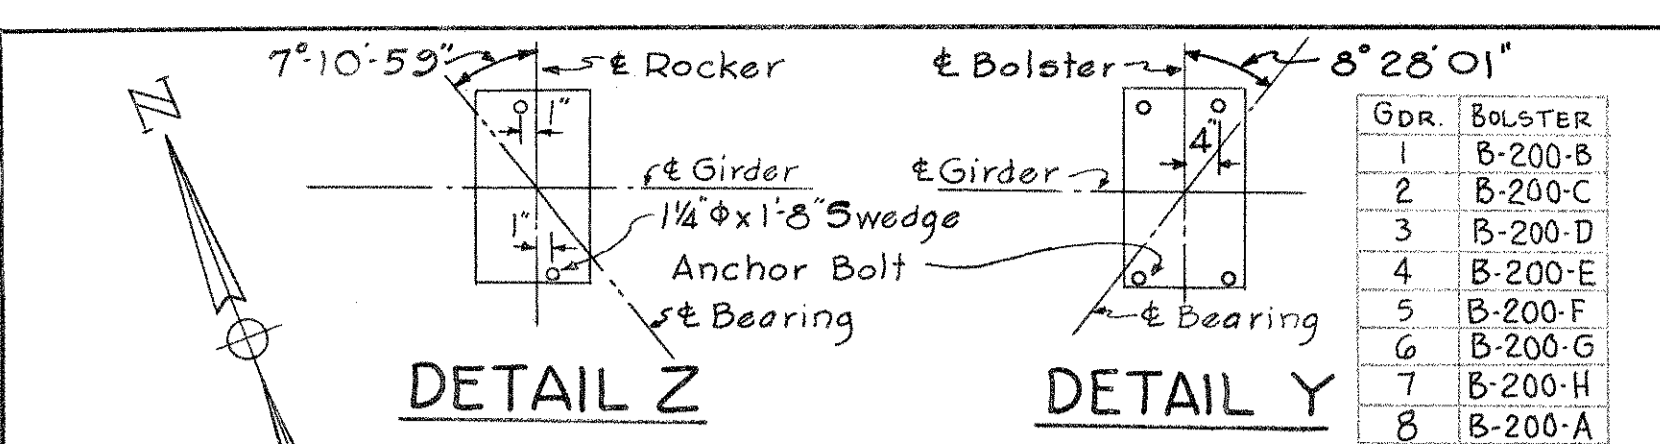 N
7°-10'-59"
℄ Rocker
1"
℄ Girder
1¼"Φx1'-8"Swedge
1"
Anchor Bolt
℄ Bearing
DETAIL Z
℄ Bolster
8°28'01"
4"
℄ Girder
℄ Bearing
DETAIL Y
GDR. BOLSTER
1 B-200-B
2 B-200-C
3 B-200-D
4 B-200-E
5 B-200-F
6 B-200-G
7 B-200-H
8 B-200-A